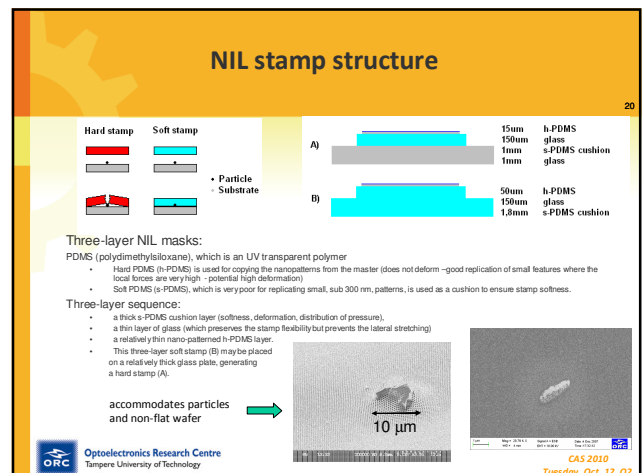 NIL stamp structure
20
Hard stamp Soft stamp
Particle
Substrate
A)
15um h-PDMS
150um glass
1mm s-PDMS cushion
1mm glass
B)
50um h-PDMS
150um glass
1,8mm s-PDMS cushion
Three-layer NIL masks:
PDMS (polydimethylsiloxane), which is an UV transparent polymer
• Hard PDMS (h-PDMS) is used for copying the nanopatterns from the master (does not deform –good replication of small features where the
local forces are very high - potential high deformation)
• Soft PDMS (s-PDMS), which is very poor for replicating small, sub 300 nm, patterns, is used as a cushion to ensure stamp softness.
Three-layer sequence:
• a thick s-PDMS cushion layer (softness, deformation, distribution of pressure),
• a thin layer of glass (which preserves the stamp flexibility but prevents the lateral stretching)
• a relatively thin nano-patterned h-PDMS layer.
• This three-layer soft stamp (B) may be placed
on a relatively thick glass plate, generating
a hard stamp (A).
accommodates particles
and non-flat wafer
10 µm
ORC
Optoelectronics Research Centre
Tampere University of Technology
CAS 2010
Tuesday, Oct. 12, '02